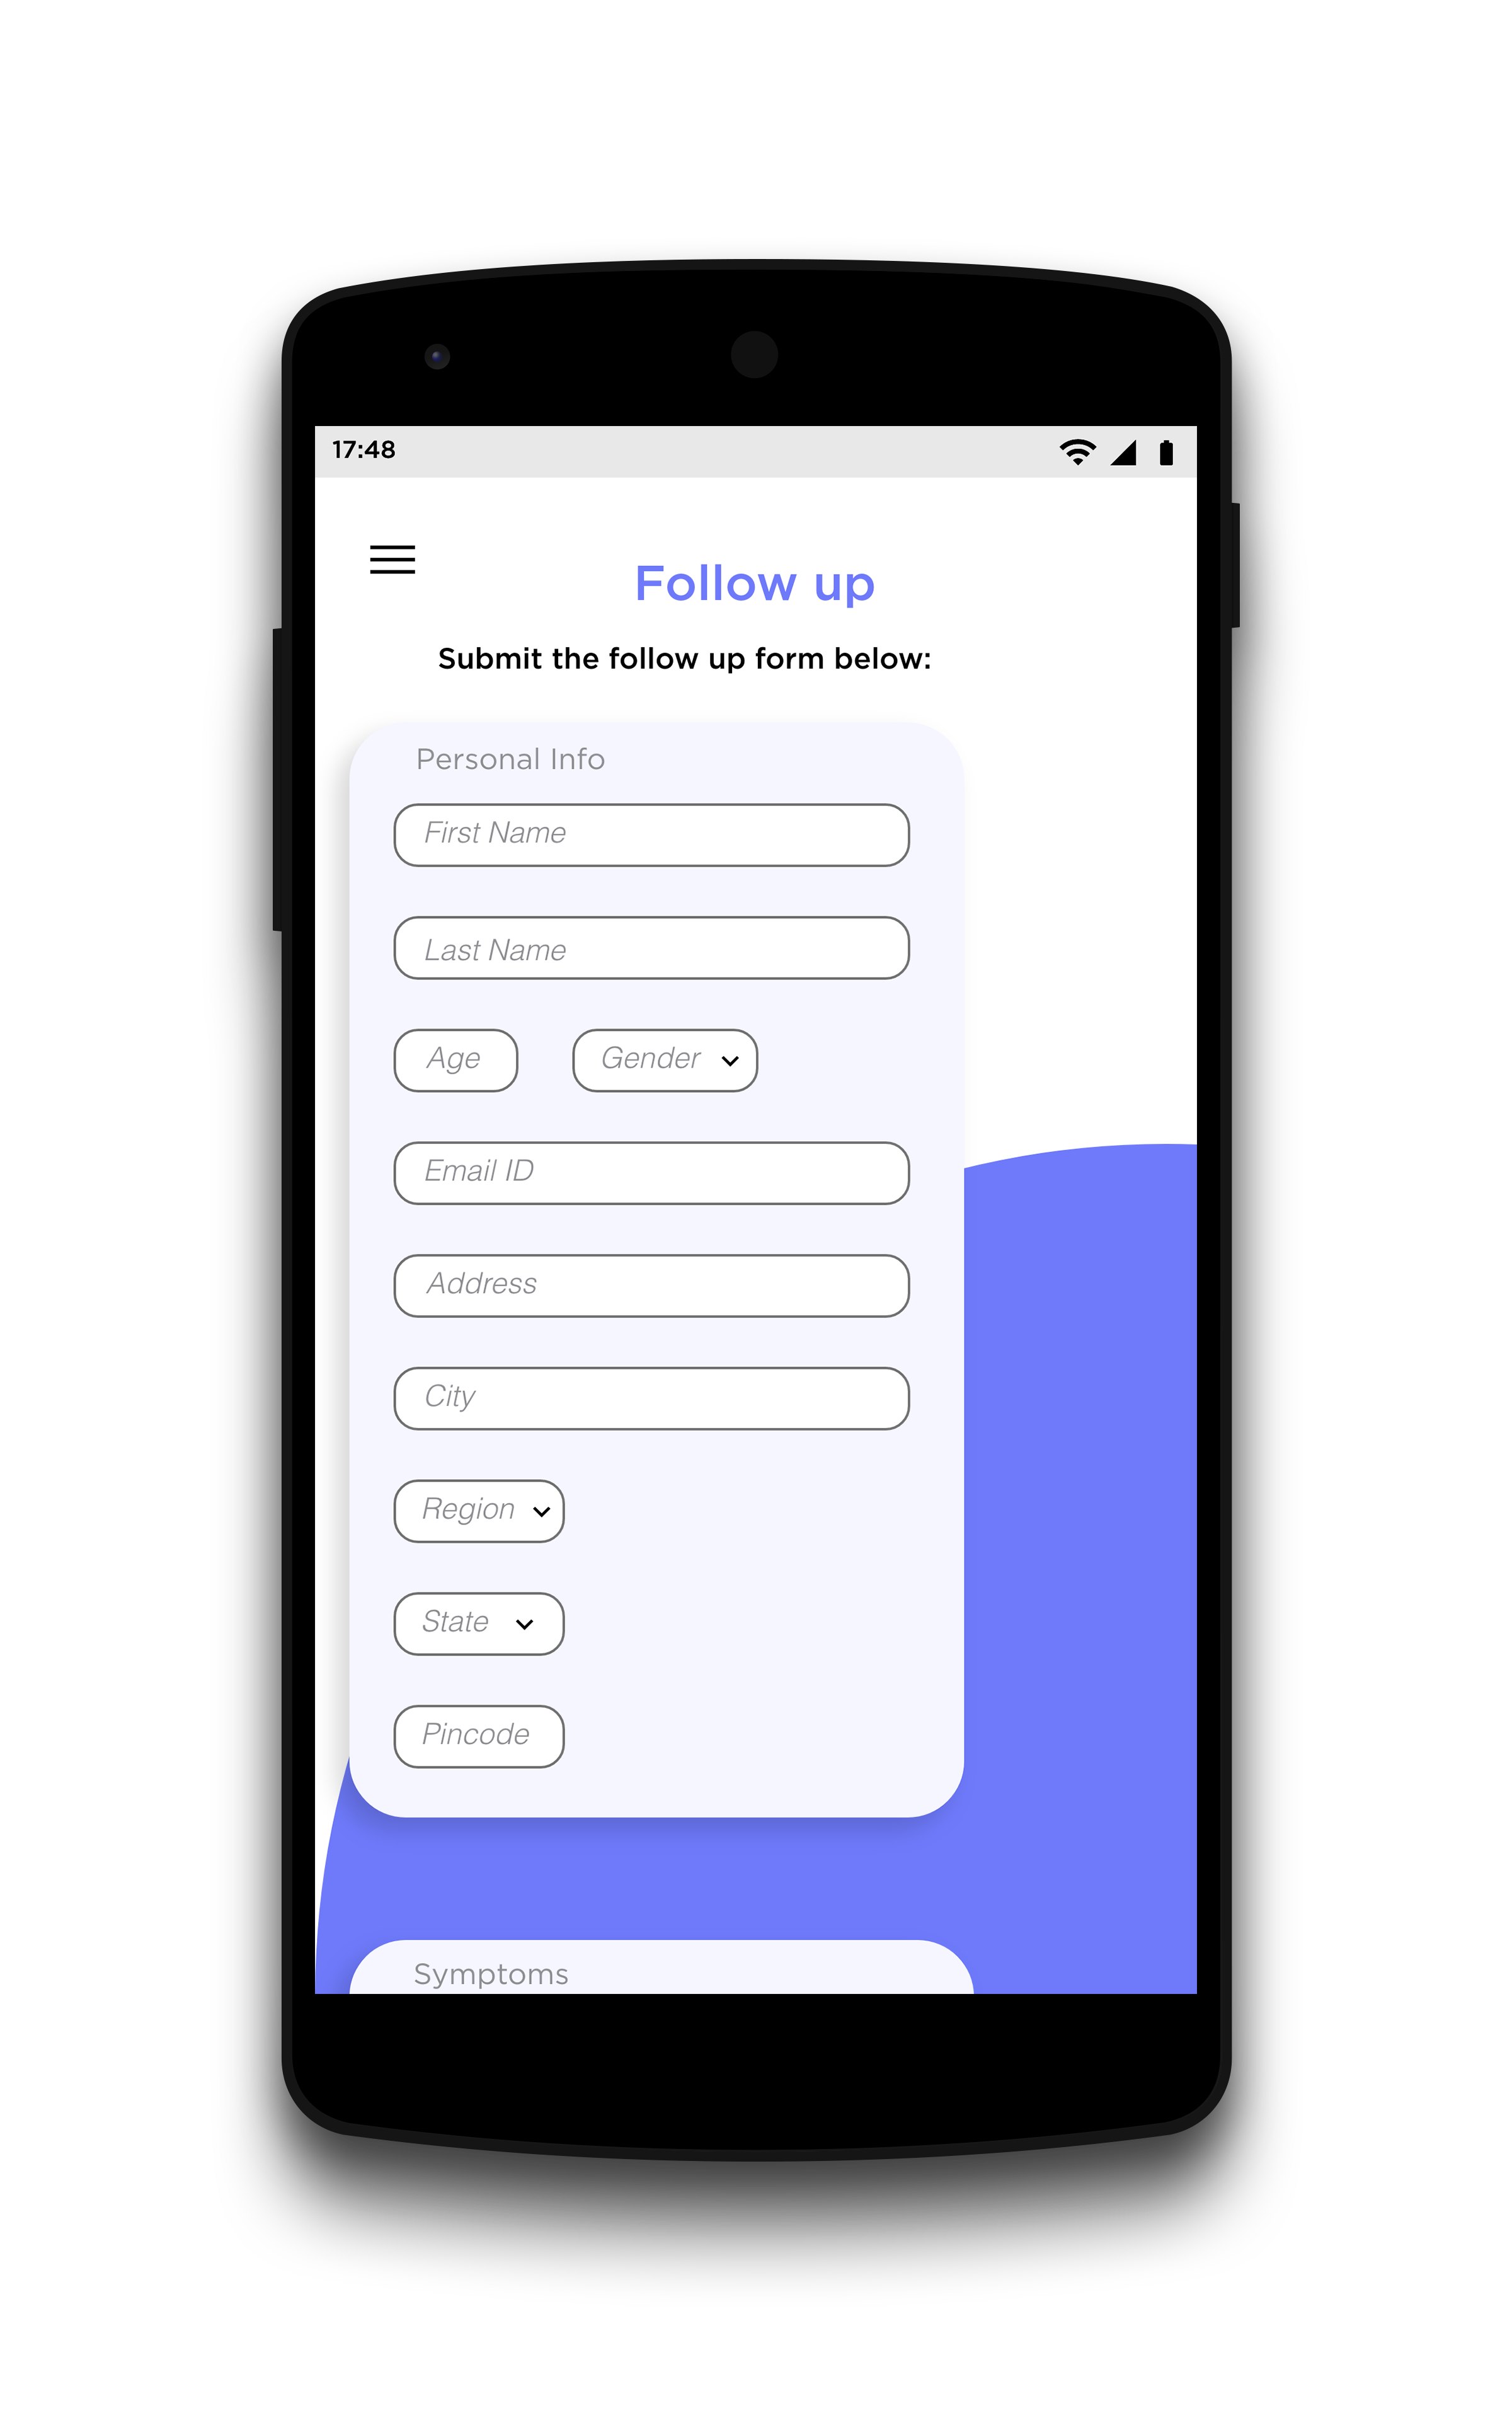 17:48
Follow up
Submit the follow up form below:
Personal Info
First Name
Last Name
Age Gender
Email ID
Address
City
Region
State
Pincode
Symptoms